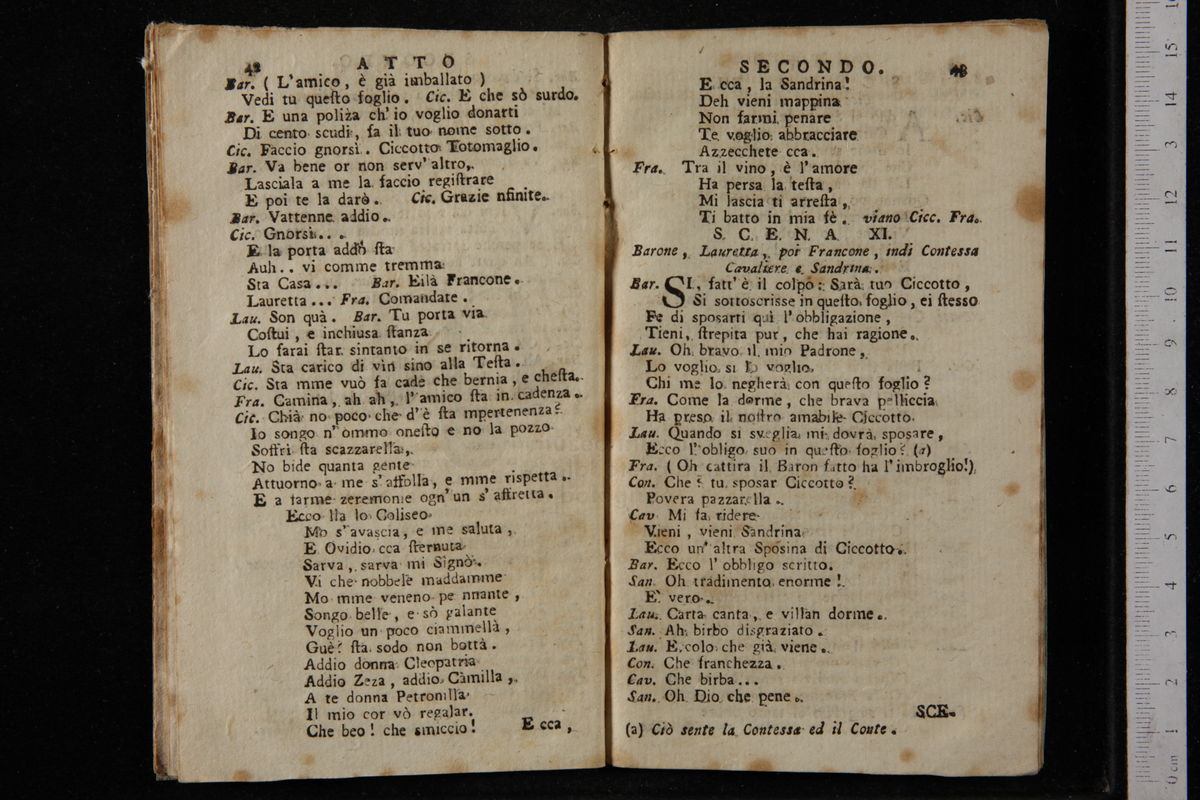 42 ATTO
Bar. ( L'amico, è già imballato )
Vedi tu questo foglio. Cic. E che sò surdo.
Bar. E una poliza ch'io voglio donarti
Di cento scudi, fa il tuo nome sotto.
Cic. Faccio gnorsì. Ciccotto Totomaglio.
Bar. Va bene or non serv'altro,
Lasciala a me la faccio registrare
E poi te la darò. Cic. Grazie nfinite.
Bar. Vattenne addio.
Cic. Gnorsì...
E la porta addò sta
Auh.. vi comme tremma
Sta Casa... Bar. Eilà Francone.
Lauretta... Fra. Comandate.
Lau. Son quà. Bar. Tu porta via
Costui, e inchiusa stanza
Lo farai star sintanto in se ritorna.
Lau. Sta carico di vin sino alla Testa.
Cic. Sta mme vuò fa cadè che bernia, e chesta.
Fra. Camina, ah ah, l'amico sta in cadenza.
Cic. Chià no poco che d'è sta mpertenenza?
Io songo n'ommo onesto e no la pozzo
Soffrì sta scazzarella,
No bide quanta gente
Attuorno a me s'affolla, e mme rispetta.
E a farme zeremonie ogn'un s'affretta.
Ecco llà lo Coliseo
Mò s'avascia, e me saluta,
E Ovidio cca sternuta
Sarva, sarva mi Signò.
Vi che nobbele maddamme
Mo mme veneno pe nnante,
Songo belle, e sò galante
Voglio un poco ciammellà,
Guè? sta sodo non bottà.
Addio donna Cleopatria
Addio Zeza, addio Camilla,
A te donna Petronilla
Il mio cor vò regalar.
Che beo! che smiccio!
E cca,
SECONDO. 43
E cca, la Sandrina!
Deh vieni mappina
Non farmi penare
Te voglio abbracciare
Azzecchete cca.
Fra. Tra il vino, è l'amore
Ha persa la testa,
Mi lascia ti arresta,
Ti batto in mia fè. viano Cicc. Fra.
SCENA XI.
Barone, Lauretta, poi Francone, indi Contessa
Cavaliere e Sandrina.
Bar. SI, fatt'è il colpo: Sarà tuo Ciccotto,
Si sottoscrisse in questo foglio, ei stesso
Fe di sposarti qui l'obbligazione,
Tieni, strepita pur, che hai ragione.
Lau. Oh bravo il mio Padrone,
Lo voglio si lo voglio,
Chi me lo negherà con questo foglio?
Fra. Come la dorme, che brava pelliccia
Ha preso il nostro amabile Ciccotto.
Lau. Quando si sveglia mi dovrà sposare,
Ecco l'obligo suo in questo foglio? (a)
Fra. ( Oh cattira il Baron fatto ha l'imbroglio!)
Con. Che? tu sposar Ciccotto?
Povera pazzarella.
Cav Mi fa ridere
Vieni, vieni Sandrina
Ecco un'altra Sposina di Ciccotto.
Bar. Ecco l'obbligo scritto.
San. Oh tradimento enorme!
E' vero.
Lau. Carta canta, e villan dorme.
San. Ah birbo disgraziato.
Lau. Eccolo che già viene.
Con. Che franchezza.
Cav. Che birba...
San. Oh Dio che pene.
SCE-
(a) Ciò sente la Contessa ed il Conte.